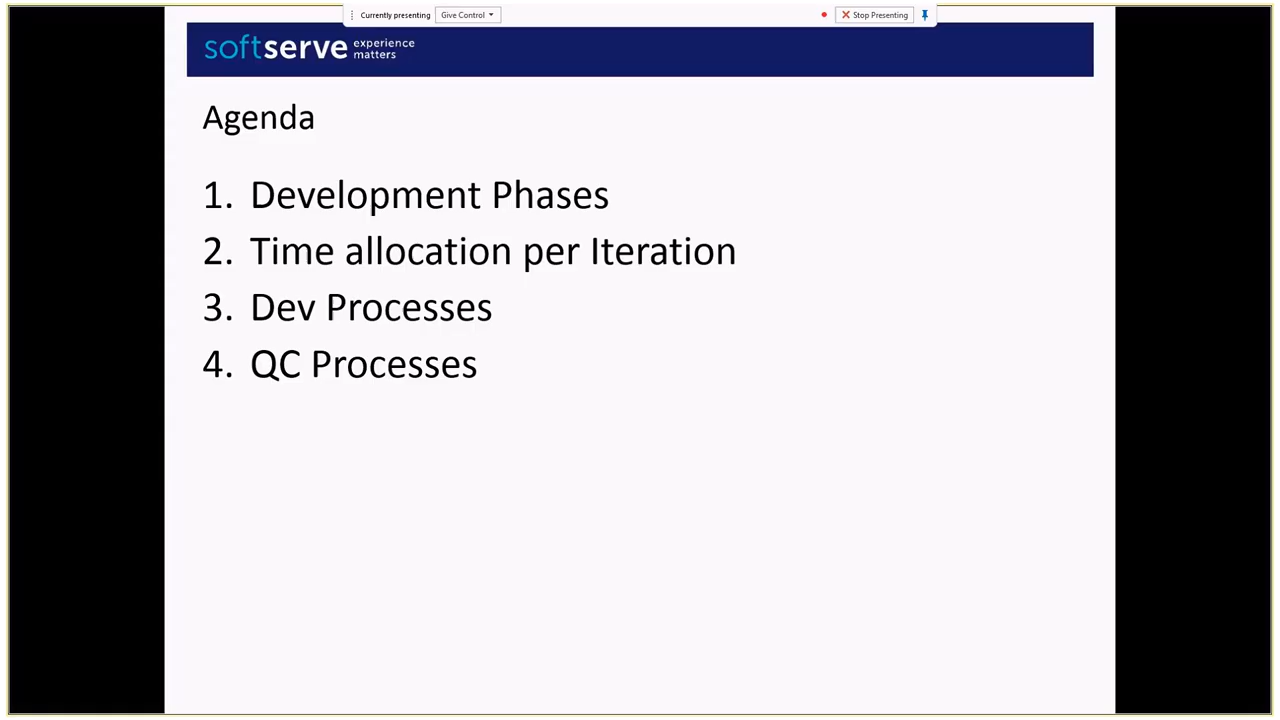 Currently presenting Give Control Stop Presenting
softserve experience matters
Agenda
1. Development Phases
2. Time allocation per Iteration
3. Dev Processes
4. QC Processes